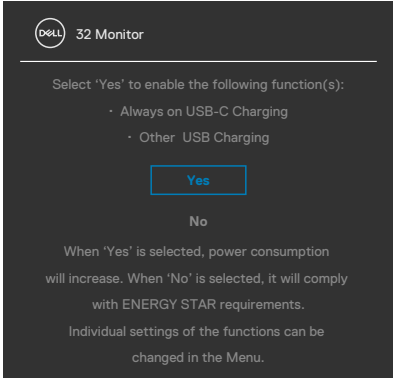 DELL
32 Monitor
Select ‘Yes’ to enable the following function(s):
· Always on USB-C Charging
· Other USB Charging
Yes
No
When ‘Yes’ is selected, power consumption
will increase. When ‘No’ is selected, it will comply
with ENERGY STAR requirements.
Individual settings of the functions can be
changed in the Menu.